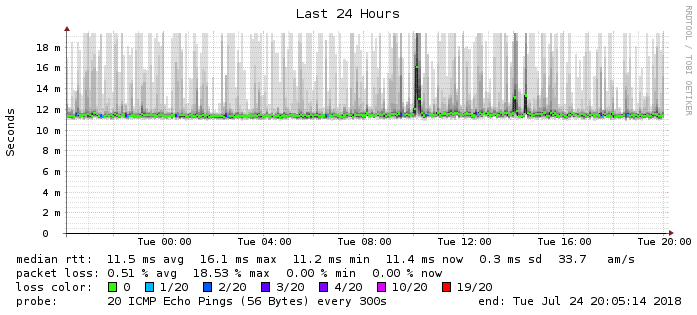 Last 24 Hours
RRDTOOL / TOBI OETIKER
Seconds
18 m
16 m
14 m
12 m
10 m
8 m
6 m
4 m
2 m
0
Tue 00:00 Tue 04:00 Tue 08:00 Tue 12:00 Tue 16:00 Tue 20:00
median rtt: 11.5 ms avg 16.1 ms max 11.2 ms min 11.4 ms now 0.3 ms sd 33.7 am/s
packet loss: 0.51 % avg 18.53 % max 0.00 % min 0.00 % now
loss color: 0 1/20 2/20 3/20 4/20 10/20 19/20
probe: 20 ICMP Echo Pings (56 Bytes) every 300s end: Tue Jul 24 20:05:14 2018